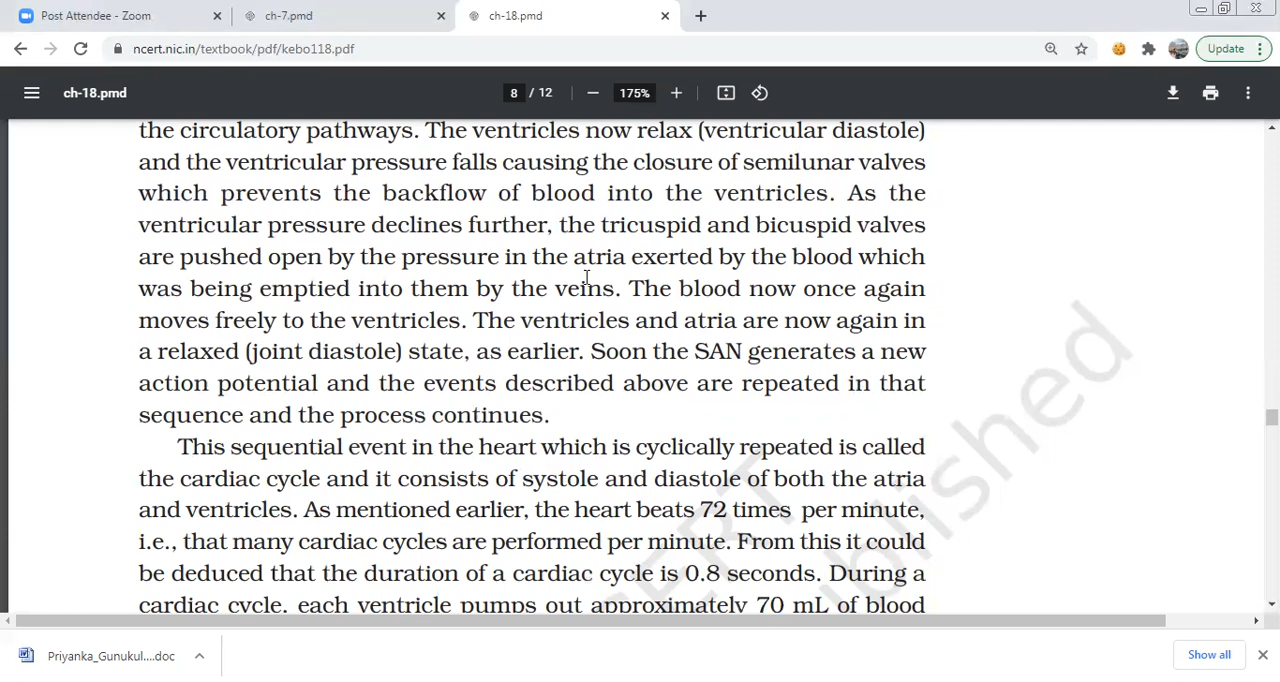 Post Attendee - Zoom
ch-7.pmd
ch-18.pmd
ncert.nic.in/textbook/pdf/kebo118.pdf
Update
ch-18.pmd
8 / 12
175%
the circulatory pathways. The ventricles now relax (ventricular diastole)
and the ventricular pressure falls causing the closure of semilunar valves
which prevents the backflow of blood into the ventricles. As the
ventricular pressure declines further, the tricuspid and bicuspid valves
are pushed open by the pressure in the atria exerted by the blood which
was being emptied into them by the veins. The blood now once again
moves freely to the ventricles. The ventricles and atria are now again in
a relaxed (joint diastole) state, as earlier. Soon the SAN generates a new
action potential and the events described above are repeated in that
sequence and the process continues.
This sequential event in the heart which is cyclically repeated is called
the cardiac cycle and it consists of systole and diastole of both the atria
and ventricles. As mentioned earlier, the heart beats 72 times per minute,
i.e., that many cardiac cycles are performed per minute. From this it could
be deduced that the duration of a cardiac cycle is 0.8 seconds. During a
cardiac cycle, each ventricle pumps out approximately 70 mL of blood
Priyanka_Gunukul....doc
Show all